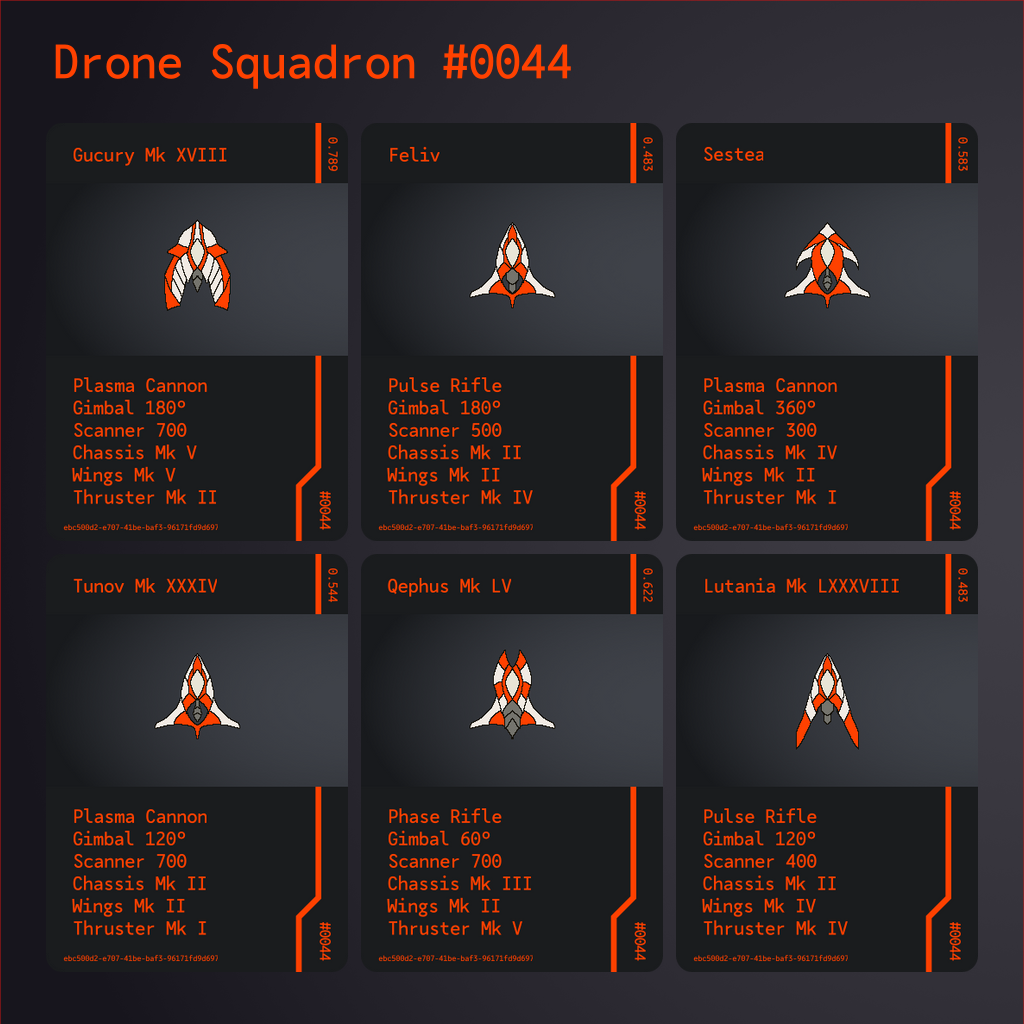 Drone Squadron #0044
Gucury Mk XVIII
0.789
Plasma Cannon
Gimbal 180º
Scanner 700
Chassis Mk V
Wings Mk V
Thruster Mk II
#0044
ebc500d2-e707-41be-baf3-96171fd9d697
Feliv
0.483
Pulse Rifle
Gimbal 180º
Scanner 500
Chassis Mk II
Wings Mk II
Thruster Mk IV
#0044
ebc500d2-e707-41be-baf3-96171fd9d697
Sestea
0.583
Plasma Cannon
Gimbal 360º
Scanner 300
Chassis Mk IV
Wings Mk II
Thruster Mk I
#0044
ebc500d2-e707-41be-baf3-96171fd9d697
Tunov Mk XXXIV
0.544
Plasma Cannon
Gimbal 120º
Scanner 700
Chassis Mk II
Wings Mk II
Thruster Mk I
#0044
ebc500d2-e707-41be-baf3-96171fd9d697
Qephus Mk LV
0.622
Phase Rifle
Gimbal 60º
Scanner 700
Chassis Mk III
Wings Mk II
Thruster Mk V
#0044
ebc500d2-e707-41be-baf3-96171fd9d697
Lutania Mk LXXXVIII
0.483
Pulse Rifle
Gimbal 120º
Scanner 400
Chassis Mk II
Wings Mk IV
Thruster Mk IV
#0044
ebc500d2-e707-41be-baf3-96171fd9d697